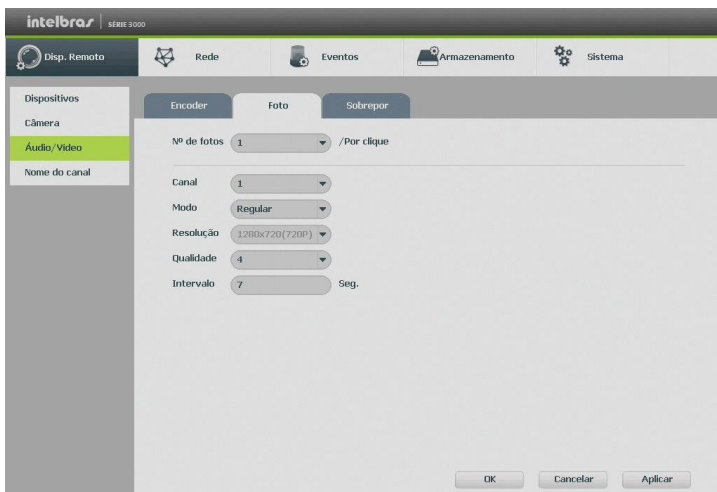 intelbras | SÉRIE 3000
Disp. Remoto Rede Eventos Armazenamento Sistema
Dispositivos
Câmera
Áudio/Vídeo
Nome do canal
Encoder Foto Sobrepor
Nº de fotos 1 /Por clique
Canal 1
Modo Regular
Resolução 1280x720(720P)
Qualidade 4
Intervalo 7 Seg.
OK Cancelar Aplicar